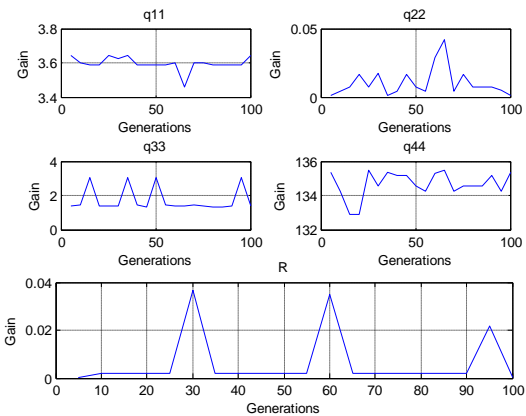 q11
q22
3.8
3.6
3.4
Gain
0
50
100
Generations
0.05
0
Gain
0
50
100
Generations
q33
q44
4
2
0
Gain
0
50
100
Generations
136
134
132
Gain
0
50
100
Generations
R
0.04
0.02
0
Gain
0 10 20 30 40 50 60 70 80 90 100
Generations